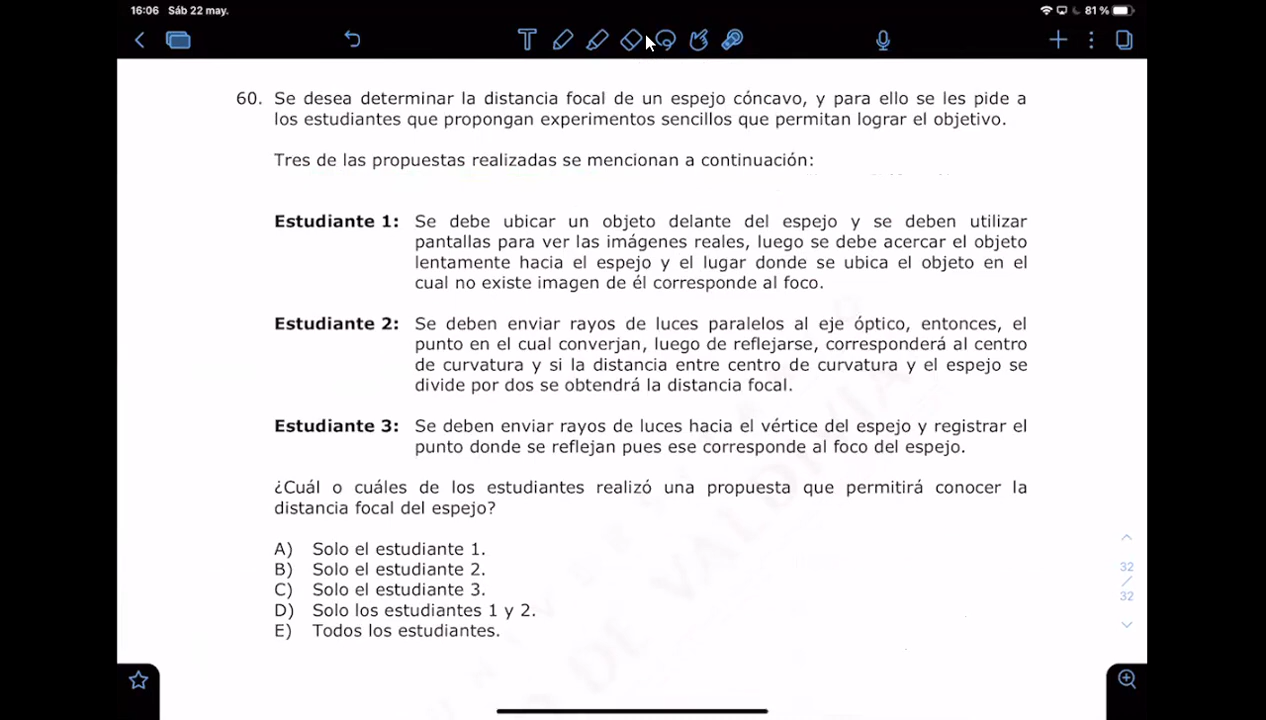 16:06 Sáb 22 may.
81 %
60. Se desea determinar la distancia focal de un espejo cóncavo, y para ello se les pide a
los estudiantes que propongan experimentos sencillos que permitan lograr el objetivo.
Tres de las propuestas realizadas se mencionan a continuación:
Estudiante 1: Se debe ubicar un objeto delante del espejo y se deben utilizar
pantallas para ver las imágenes reales, luego se debe acercar el objeto
lentamente hacia el espejo y el lugar donde se ubica el objeto en el
cual no existe imagen de él corresponde al foco.
Estudiante 2: Se deben enviar rayos de luces paralelos al eje óptico, entonces, el
punto en el cual converjan, luego de reflejarse, corresponderá al centro
de curvatura y si la distancia entre centro de curvatura y el espejo se
divide por dos se obtendrá la distancia focal.
Estudiante 3: Se deben enviar rayos de luces hacia el vértice del espejo y registrar el
punto donde se reflejan pues ese corresponde al foco del espejo.
¿Cuál o cuáles de los estudiantes realizó una propuesta que permitirá conocer la
distancia focal del espejo?
A) Solo el estudiante 1.
B) Solo el estudiante 2.
C) Solo el estudiante 3.
D) Solo los estudiantes 1 y 2.
E) Todos los estudiantes.
32
/
32